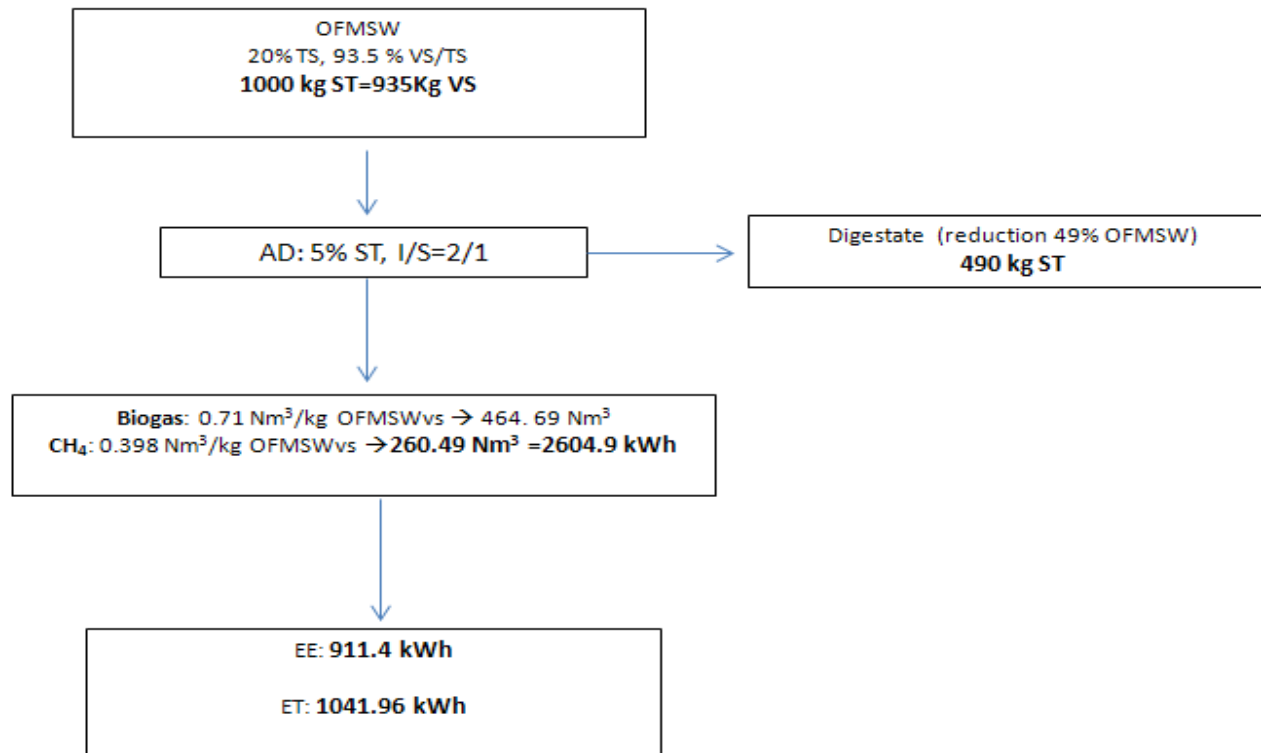 OFMSW
20% TS, 93.5 % VS/TS
1000 kg ST=935Kg VS
AD: 5% ST, I/S=2/1
Digestate (reduction 49% OFMSW)
490 kg ST
Biogas: 0.71 Nm³/kg OFMSWvs → 464. 69 Nm³
CH₄: 0.398 Nm³/kg OFMSWvs →260.49 Nm³ =2604.9 kWh
EE: 911.4 kWh
ET: 1041.96 kWh